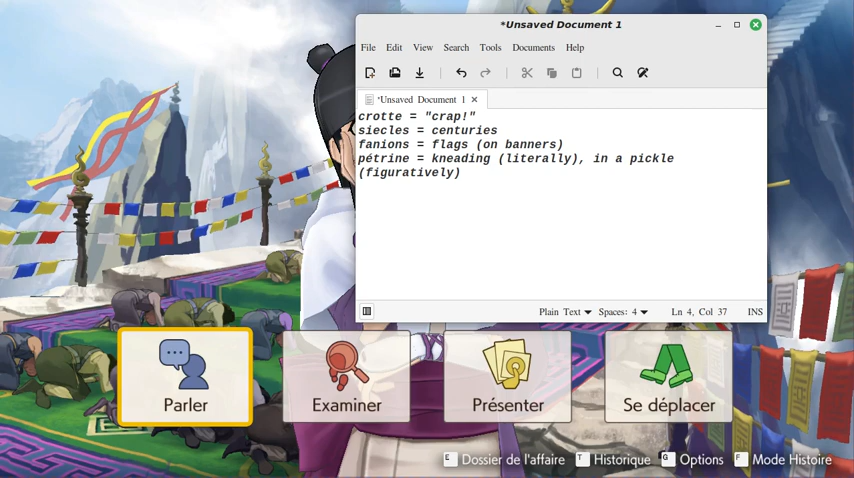 *Unsaved Document 1
File Edit View Search Tools Documents Help
*Unsaved Document 1
crotte = "crap!"
siecles = centuries
fanions = flags (on banners)
pétrine = kneading (literally), in a pickle
(figuratively)
Plain Text Spaces: 4 Ln 4, Col 37 INS
Parler Examiner Présenter Se déplacer
E Dossier de l'affaire T Historique G Options F Mode Histoire